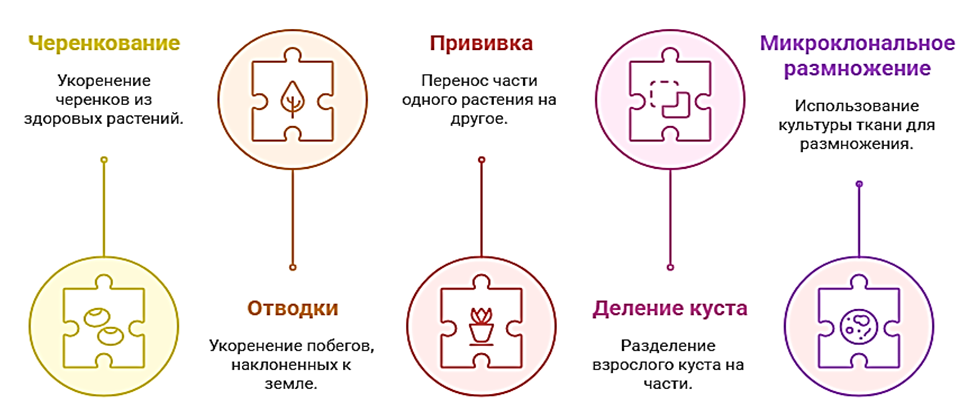 Черенкование
Укоренение
черенков из
здоровых растений.
Отводки
Укоренение побегов,
наклоненных к
земле.
Прививка
Перенос части
одного растения на
другое.
Деление куста
Разделение
взрослого куста на
части.
Микроклональное
размножение
Использование
культуры ткани для
размножения.